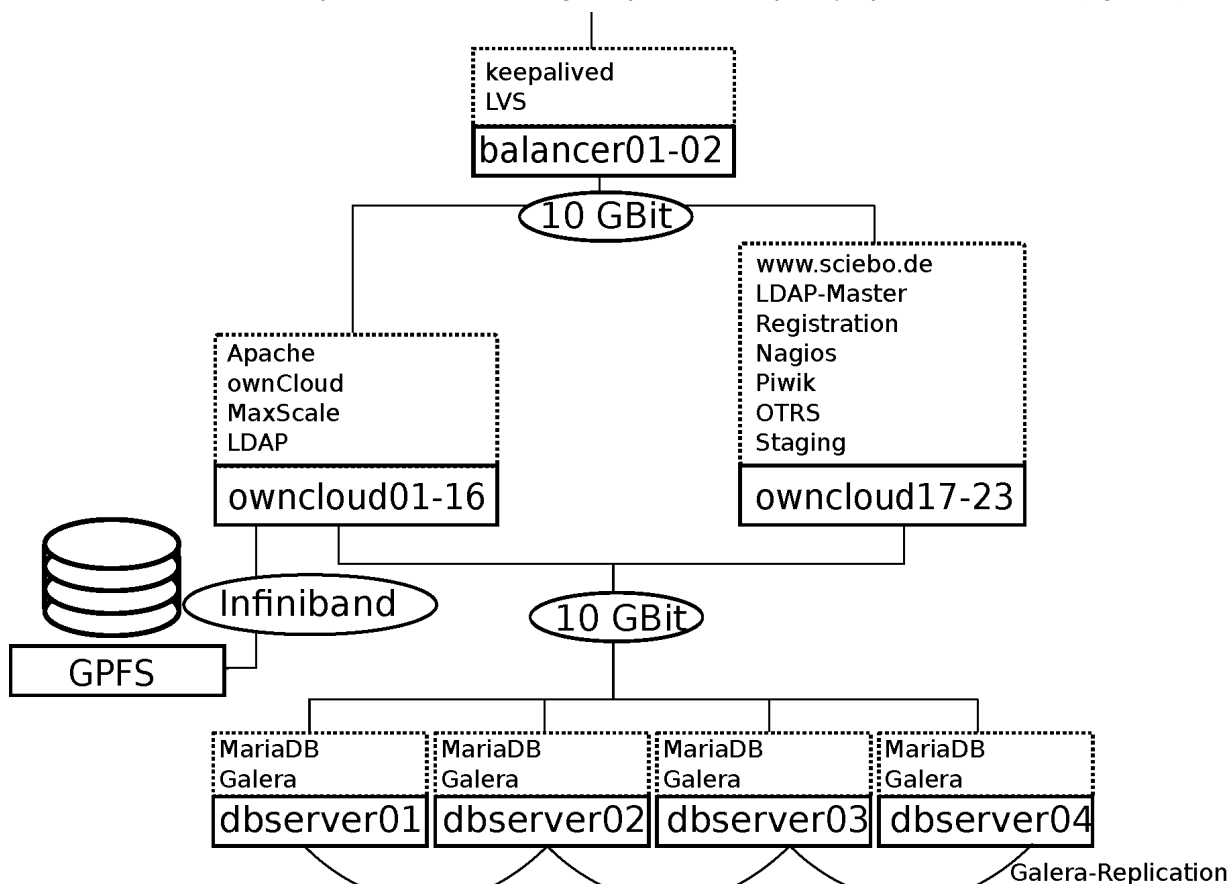 keepalived
LVS
balancer01-02
10 GBit
www.sciebo.de
LDAP-Master
Registration
Nagios
Piwik
OTRS
Staging
owncloud17-23
Apache
ownCloud
MaxScale
LDAP
owncloud01-16
Infiniband
GPFS
10 GBit
MariaDB
Galera
dbserver01
MariaDB
Galera
dbserver02
MariaDB
Galera
dbserver03
MariaDB
Galera
dbserver04
Galera-Replication